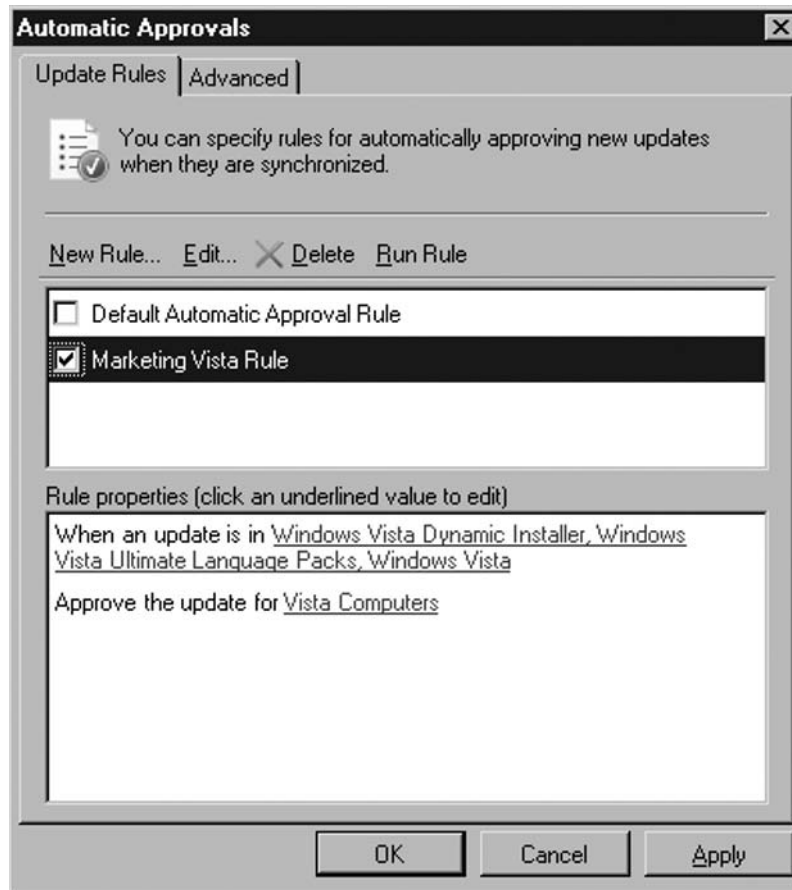 Automatic Approvals
Update Rules
Advanced
You can specify rules for automatically approving new updates
when they are synchronized.
New Rule... Edit... Delete Run Rule
Default Automatic Approval Rule
Marketing Vista Rule
Rule properties (click an underlined value to edit)
When an update is in Windows Vista Dynamic Installer, Windows
Vista Ultimate Language Packs, Windows Vista
Approve the update for Vista Computers
OK Cancel Apply